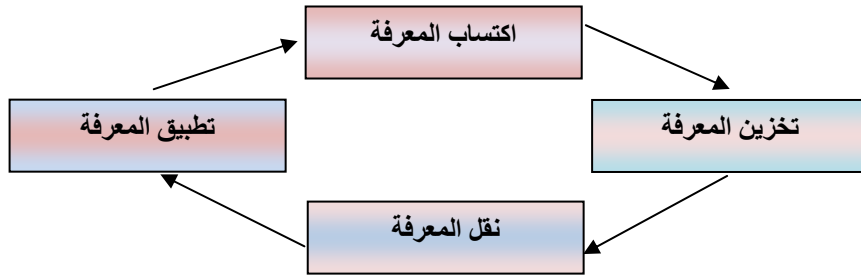 اكتساب المعرفة
تخزين المعرفة
تطبيق المعرفة
نقل المعرفة